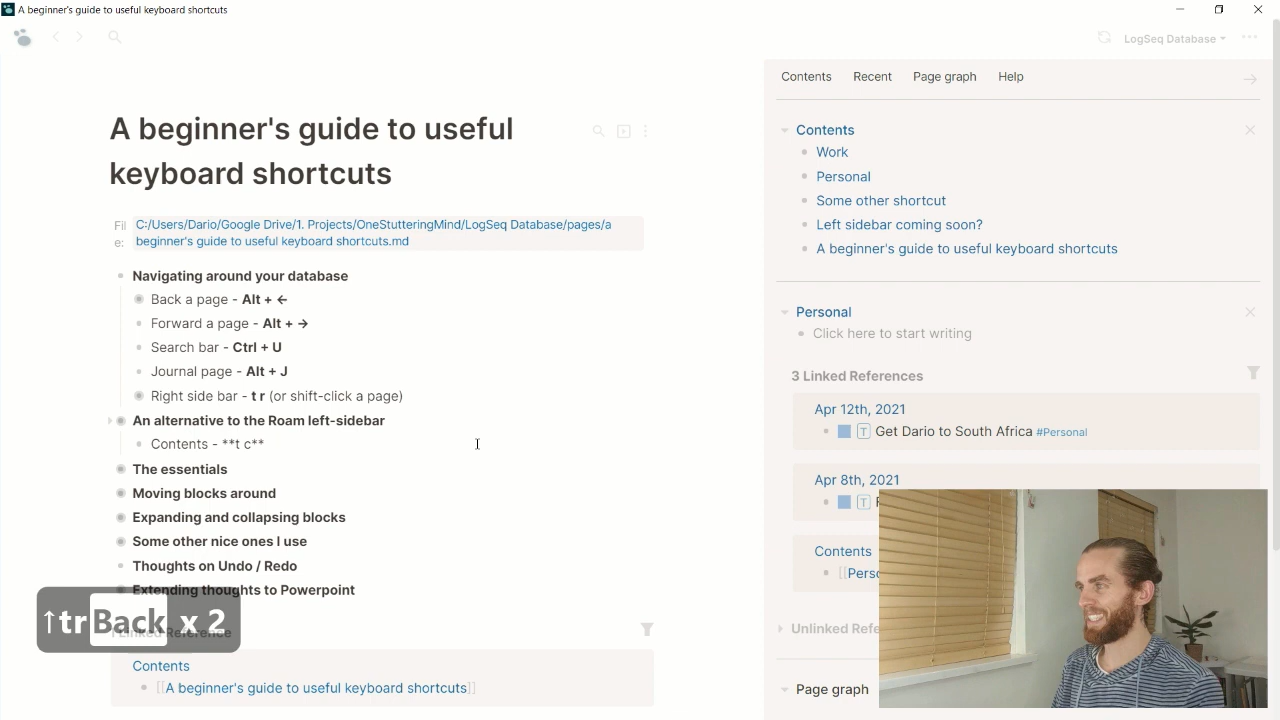 A beginner's guide to useful keyboard shortcuts
LogSeq Database
A beginner's guide to useful
keyboard shortcuts
Fil
e:
C:/Users/Dario/Google Drive/1. Projects/OneStutteringMind/LogSeq Database/pages/a
beginner's guide to useful keyboard shortcuts.md
Navigating around your database
Back a page - Alt + ←
Forward a page - Alt + →
Search bar - Ctrl + U
Journal page - Alt + J
Right side bar - t r (or shift-click a page)
An alternative to the Roam left-sidebar
Contents - **t c**
The essentials
Moving blocks around
Expanding and collapsing blocks
Some other nice ones I use
Thoughts on Undo / Redo
Extending thoughts to Powerpoint
↑trBack x 2
Linked Reference
Contents
[[A beginner's guide to useful keyboard shortcuts]]
Contents Recent Page graph Help
Contents
Work
Personal
Some other shortcut
Left sidebar coming soon?
A beginner's guide to useful keyboard shortcuts
Personal
Click here to start writing
3 Linked References
Apr 12th, 2021
T Get Dario to South Africa #Personal
Apr 8th, 2021
T
Contents
[[Perso
Unlinked Refe
Page graph